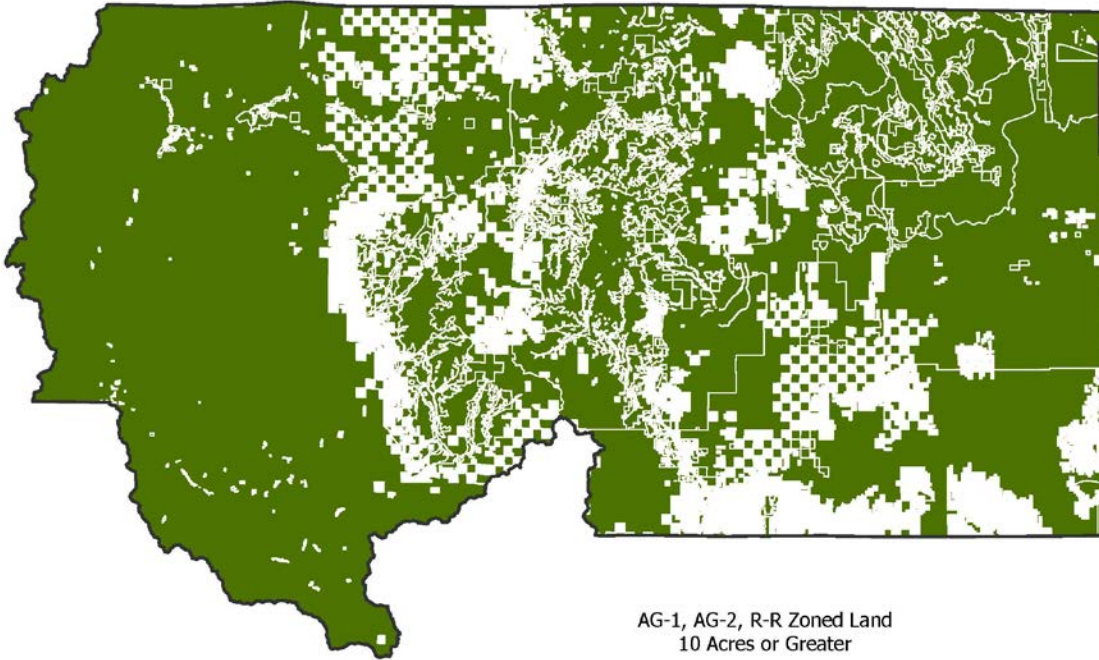 AG-1, AG-2, R-R Zoned Land
10 Acres or Greater